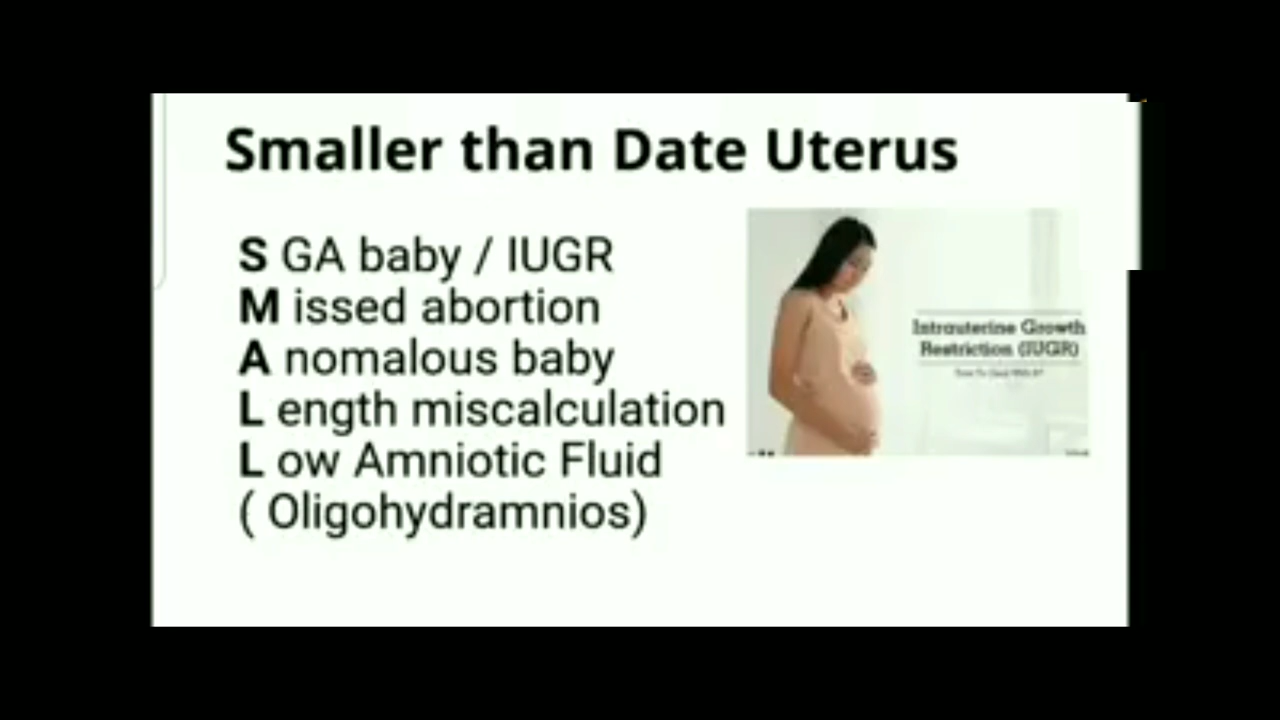 Smaller than Date Uterus
S GA baby / IUGR
M issed abortion
A nomalous baby
L ength miscalculation
L ow Amniotic Fluid
( Oligohydramnios)
Intrauterine Growth
Restriction (IUGR)